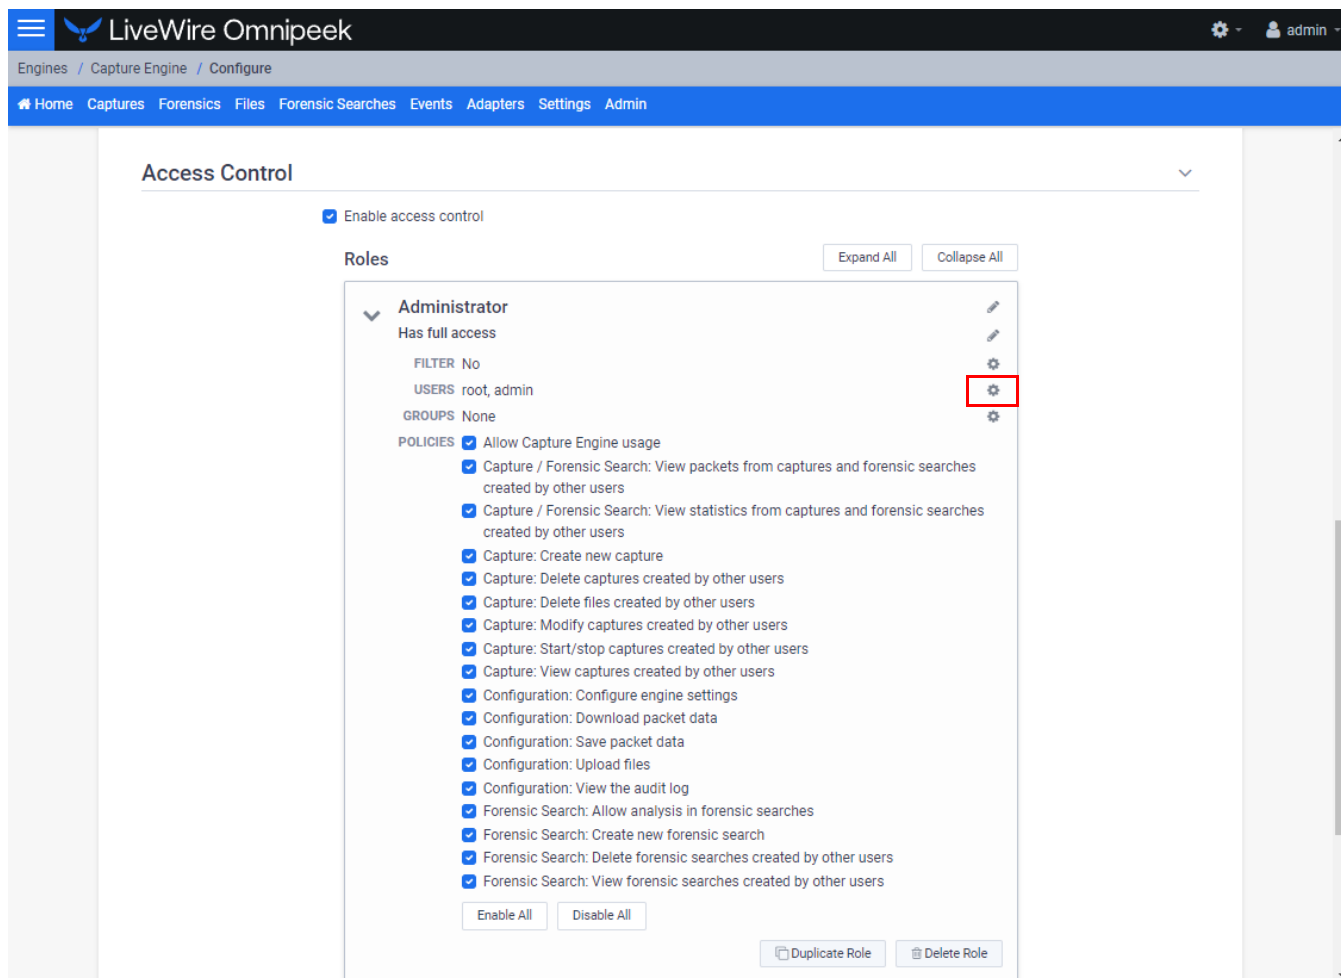 LiveWire Omnipeek
admin
Engines / Capture Engine / Configure
Home Captures Forensics Files Forensic Searches Events Adapters Settings Admin
Access Control
Enable access control
Roles
Expand All
Collapse All
Administrator
Has full access
FILTER No
USERS root, admin
GROUPS None
POLICIES Allow Capture Engine usage
Capture / Forensic Search: View packets from captures and forensic searches
created by other users
Capture / Forensic Search: View statistics from captures and forensic searches
created by other users
Capture: Create new capture
Capture: Delete captures created by other users
Capture: Delete files created by other users
Capture: Modify captures created by other users
Capture: Start/stop captures created by other users
Capture: View captures created by other users
Configuration: Configure engine settings
Configuration: Download packet data
Configuration: Save packet data
Configuration: Upload files
Configuration: View the audit log
Forensic Search: Allow analysis in forensic searches
Forensic Search: Create new forensic search
Forensic Search: Delete forensic searches created by other users
Forensic Search: View forensic searches created by other users
Enable All
Disable All
Duplicate Role
Delete Role